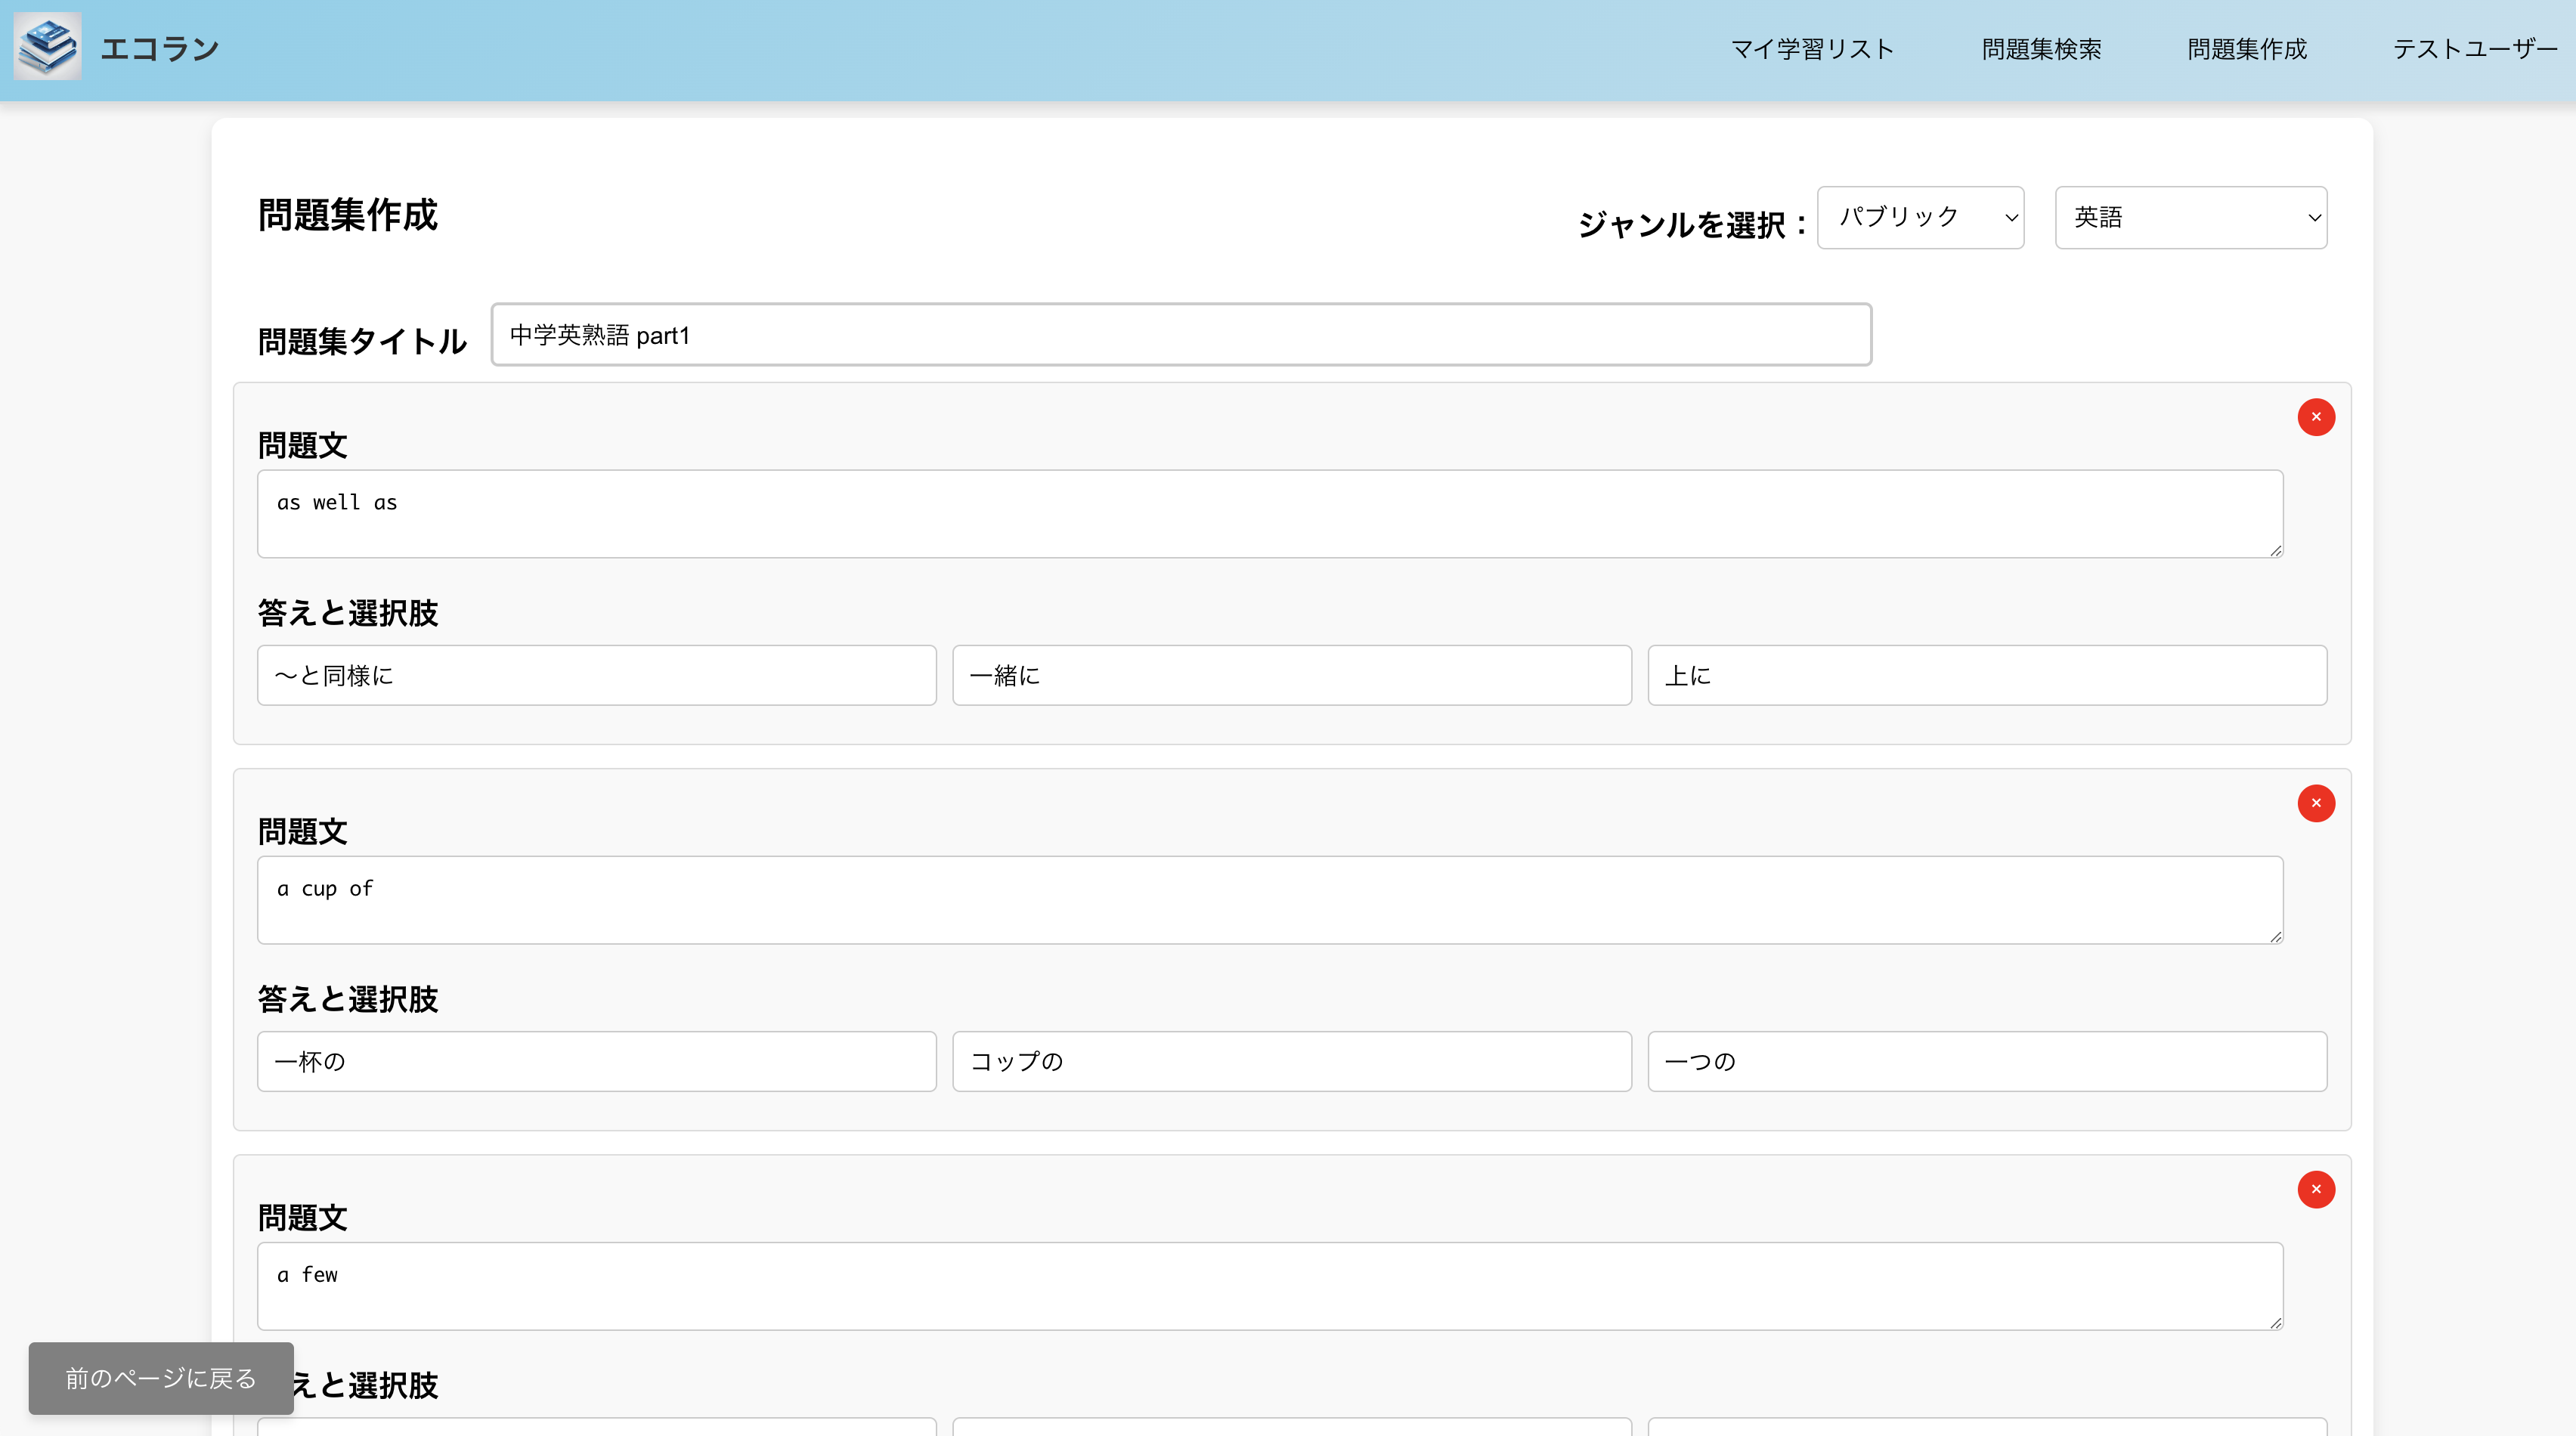 エコラン
マイ学習リスト 問題集検索 問題集作成 テストユーザー
問題集作成
ジャンルを選択： パブリック 英語
問題集タイトル 中学英熟語 part1
問題文
as well as
答えと選択肢
〜と同様に 一緒に 上に
問題文
a cup of
答えと選択肢
一杯の コップの 一つの
問題文
a few
えと選択肢
前のページに戻る